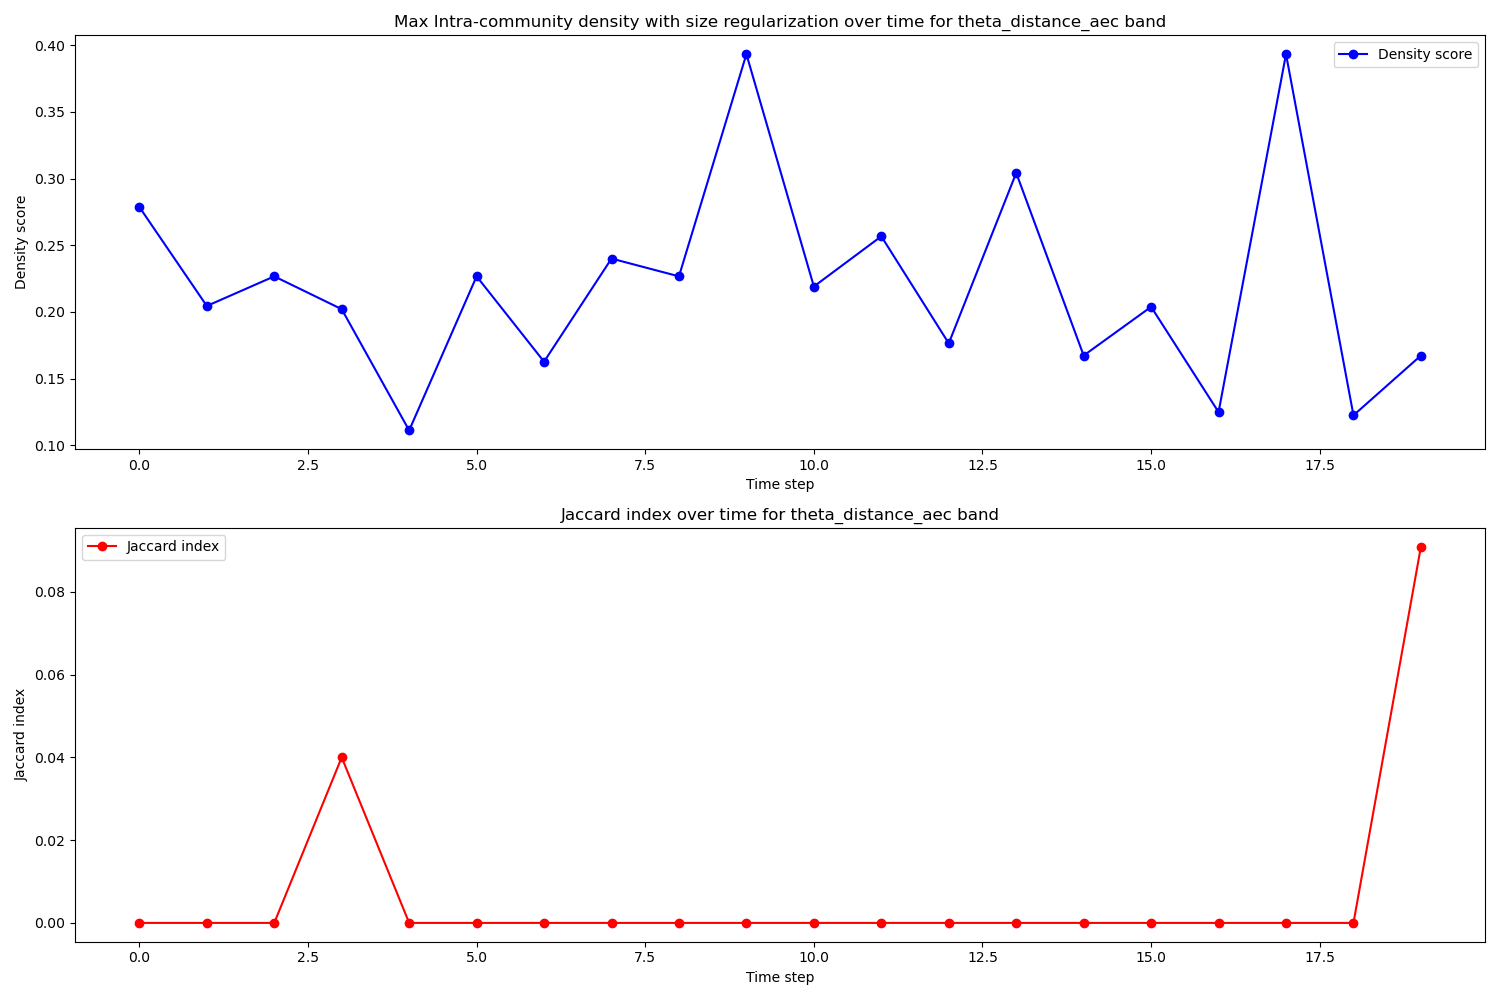 Max Intra-community density with size regularization over time for theta_distance_aec band
Density score
0.40
0.35
0.30
0.25
0.20
0.15
0.10
Density score
0.0 2.5 5.0 7.5 10.0 12.5 15.0 17.5
Time step
Jaccard index over time for theta_distance_aec band
Jaccard index
0.08
0.06
0.04
0.02
0.00
Jaccard index
0.0 2.5 5.0 7.5 10.0 12.5 15.0 17.5
Time step